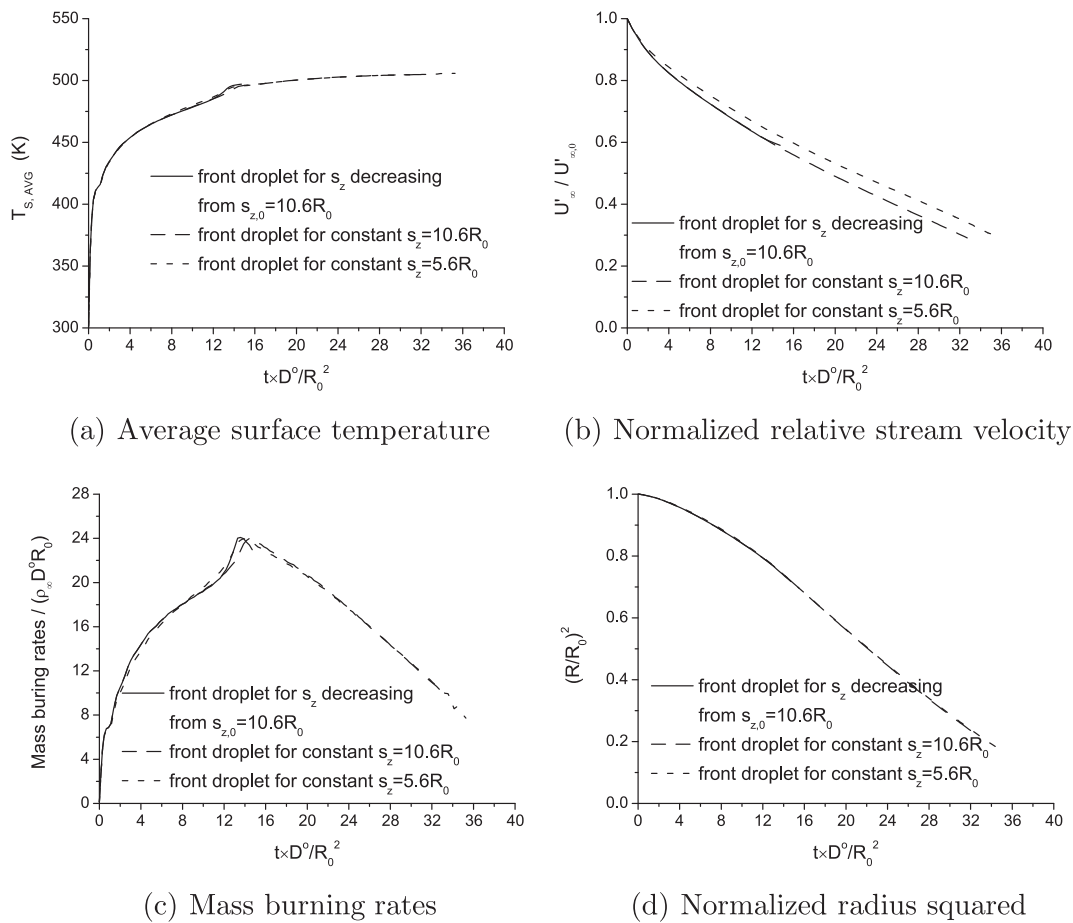 550
500
450
400
350
300
T_{S, AVG} (K)
front droplet for s_z decreasing
from s_{z,0}=10.6R_0
front droplet for constant s_z=10.6R_0
front droplet for constant s_z=5.6R_0
0 4 8 12 16 20 24 28 32 36 40
t×D^o/R_0^2
(a) Average surface temperature
1.0
0.8
0.6
0.4
0.2
0.0
U'_∞ / U'_{∞,0}
front droplet for s_z decreasing
from s_{z,0}=10.6R_0
front droplet for constant s_z=10.6R_0
front droplet for constant s_z=5.6R_0
0 4 8 12 16 20 24 28 32 36 40
t×D^o/R_0^2
(b) Normalized relative stream velocity
28
24
20
16
12
8
4
0
Mass buring rates / (ρ_∞D^oR_0)
front droplet for s_z decreasing
from s_{z,0}=10.6R_0
front droplet for constant s_z=10.6R_0
front droplet for constant s_z=5.6R_0
0 4 8 12 16 20 24 28 32 36 40
t×D^o/R_0^2
(c) Mass burning rates
1.0
0.8
0.6
0.4
0.2
0.0
(R/R_0)^2
front droplet for s_z decreasing
from s_{z,0}=10.6R_0
front droplet for constant s_z=10.6R_0
front droplet for constant s_z=5.6R_0
0 4 8 12 16 20 24 28 32 36 40
t×D^o/R_0^2
(d) Normalized radius squared